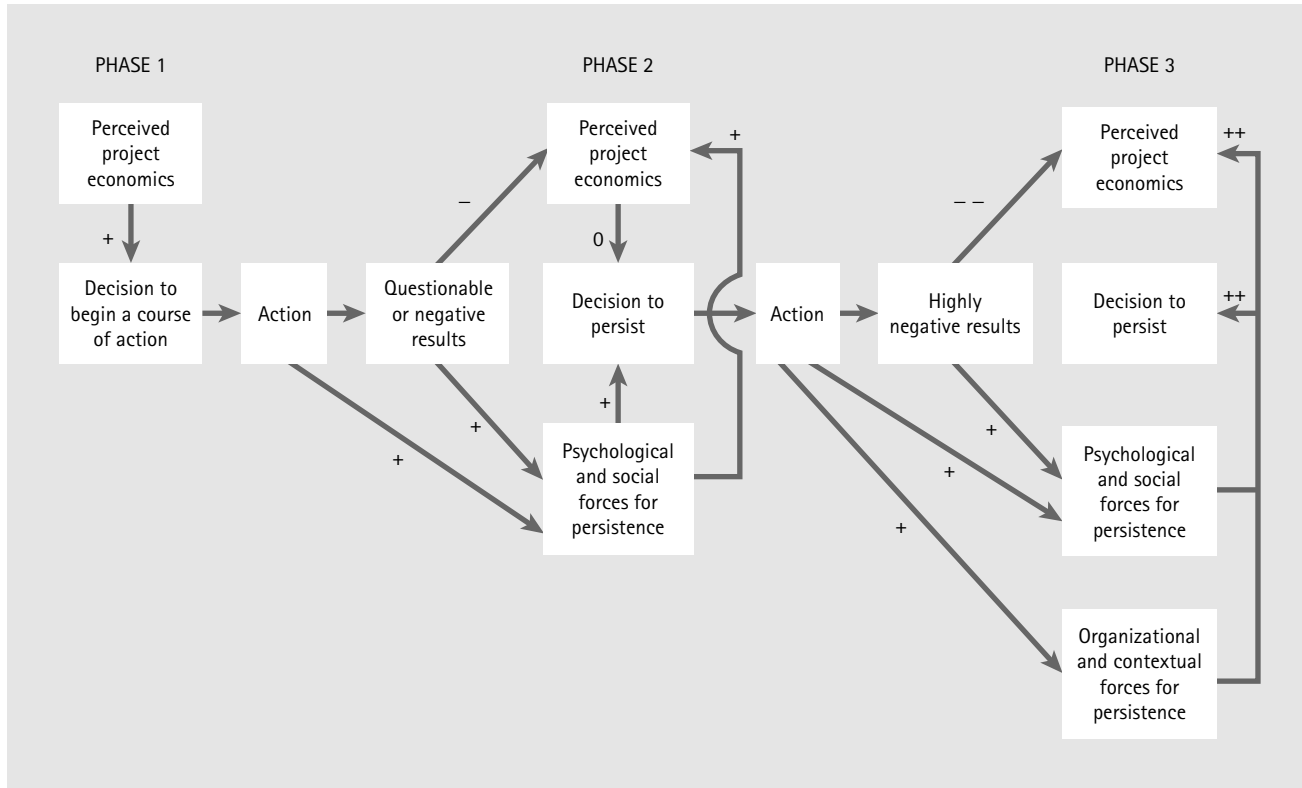 PHASE 1
Perceived
project
economics
+
Decision to
begin a course
of action
Action
Questionable
or negative
results
–
+
+
PHASE 2
Perceived
project
economics
+
0
Decision to
persist
+
Psychological
and social
forces for
persistence
Action
Highly
negative results
– –
+
+
+
PHASE 3
Perceived
project
economics
++
Decision to
persist
++
Psychological
and social
forces for
persistence
Organizational
and contextual
forces for
persistence